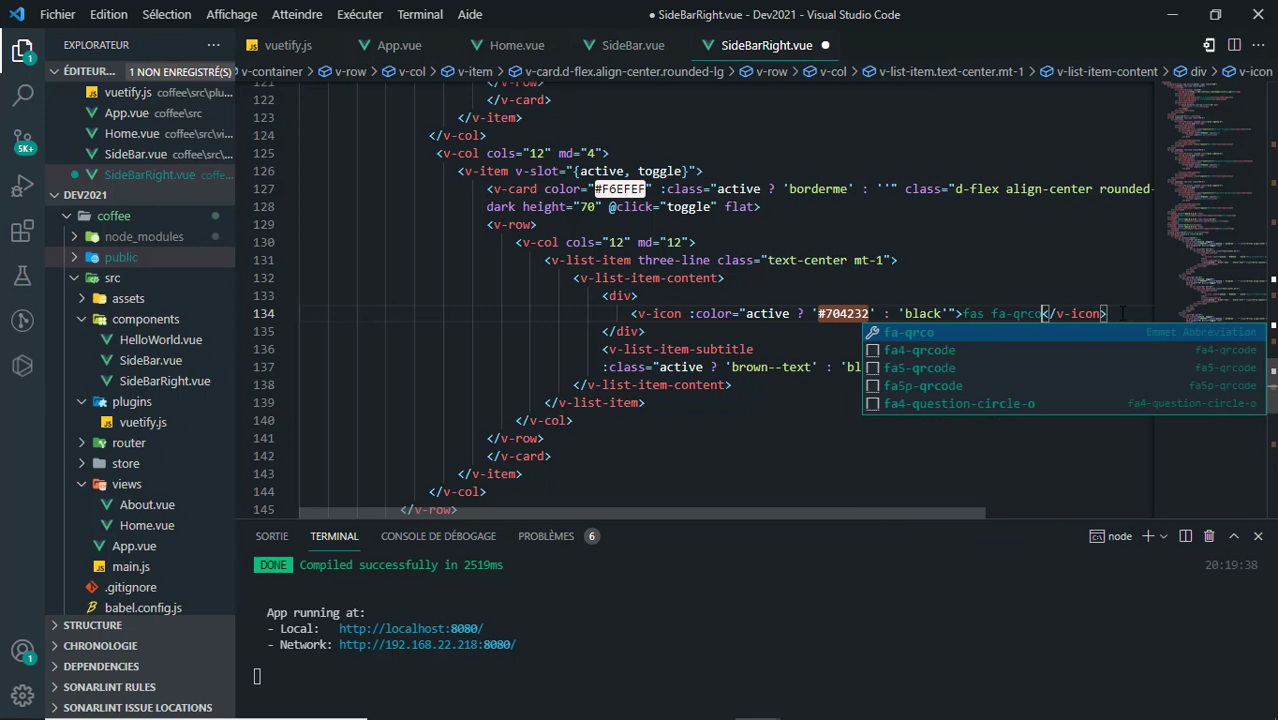 Fichier Edition Sélection Affichage Atteindre Exécuter Terminal Aide ● SideBarRight.vue - Dev2021 - Visual Studio Code
EXPLORATEUR ···
ÉDITEUR... 1 NON ENREGISTRÉ(S)
vuetify.js coffee\src\plu...
App.vue coffee\src
Home.vue coffee\src\vi...
SideBar.vue coffee\src\...
SideBarRight.vue coffe...
DEV2021
coffee
node_modules
public
src
assets
components
HelloWorld.vue
SideBar.vue
SideBarRight.vue
plugins
vuetify.js
router
store
views
About.vue
Home.vue
App.vue
main.js
.gitignore
babel.config.js
STRUCTURE
CHRONOLOGIE
DEPENDENCIES
SONARLINT RULES
SONARLINT ISSUE LOCATIONS
1
5K+
1
vuetify.js App.vue Home.vue SideBar.vue SideBarRight.vue ●
v-container > v-row > v-col > v-item > v-card.d-flex.align-center.rounded-lg > v-row > v-col > v-list-item.text-center.mt-1 > v-list-item-content > div > v-icon
121 </v-row>
122 </v-card>
123 </v-item>
124 </v-col>
125 <v-col cols="12" md="4">
126 <v-item v-slot="{active, toggle}">
127 <v-card color="#F6EFEF" :class="active ? 'borderme' : ''" class="d-flex align-center rounded-
128 dark height="70" @click="toggle" flat>
129 <v-row>
130 <v-col cols="12" md="12">
131 <v-list-item three-line class="text-center mt-1">
132 <v-list-item-content>
133 <div>
134 <v-icon :color="active ? '#704232' : 'black'">fas fa-qrco</v-icon>
135 </div>
136 <v-list-item-subtitle
137 :class="active ? 'brown--text' : 'bl
138 </v-list-item-content>
139 </v-list-item>
140 </v-col>
141 </v-row>
142 </v-card>
143 </v-item>
144 </v-col>
145 </v-row>
fa-qrco Emmet Abbreviation
fa4-qrcode fa4-qrcode
fa5-qrcode fa5-qrcode
fa5p-qrcode fa5p-qrcode
fa4-question-circle-o fa4-question-circle-o
SORTIE TERMINAL CONSOLE DE DÉBOGAGE PROBLÈMES 6 node
DONE Compiled successfully in 2519ms 20:19:38
App running at:
- Local: http://localhost:8080/
- Network: http://192.168.22.218:8080/